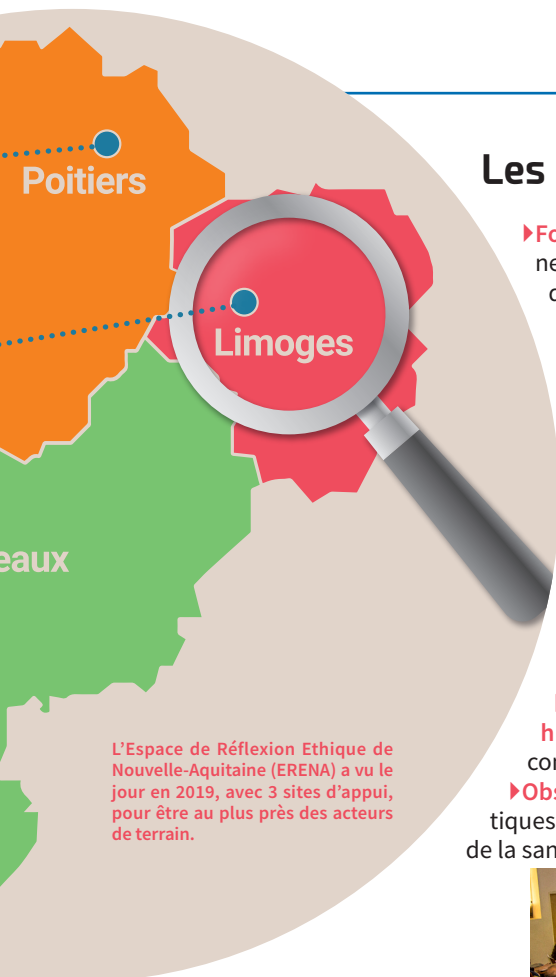 Poitiers
Limoges
eaux
L'Espace de Réflexion Ethique de
Nouvelle-Aquitaine (ERENA) a vu le
jour en 2019, avec 3 sites d'appui,
pour être au plus près des acteurs
de terrain.
Les
▶Fo
ne
h
con
▶Obs
tiques
de la san